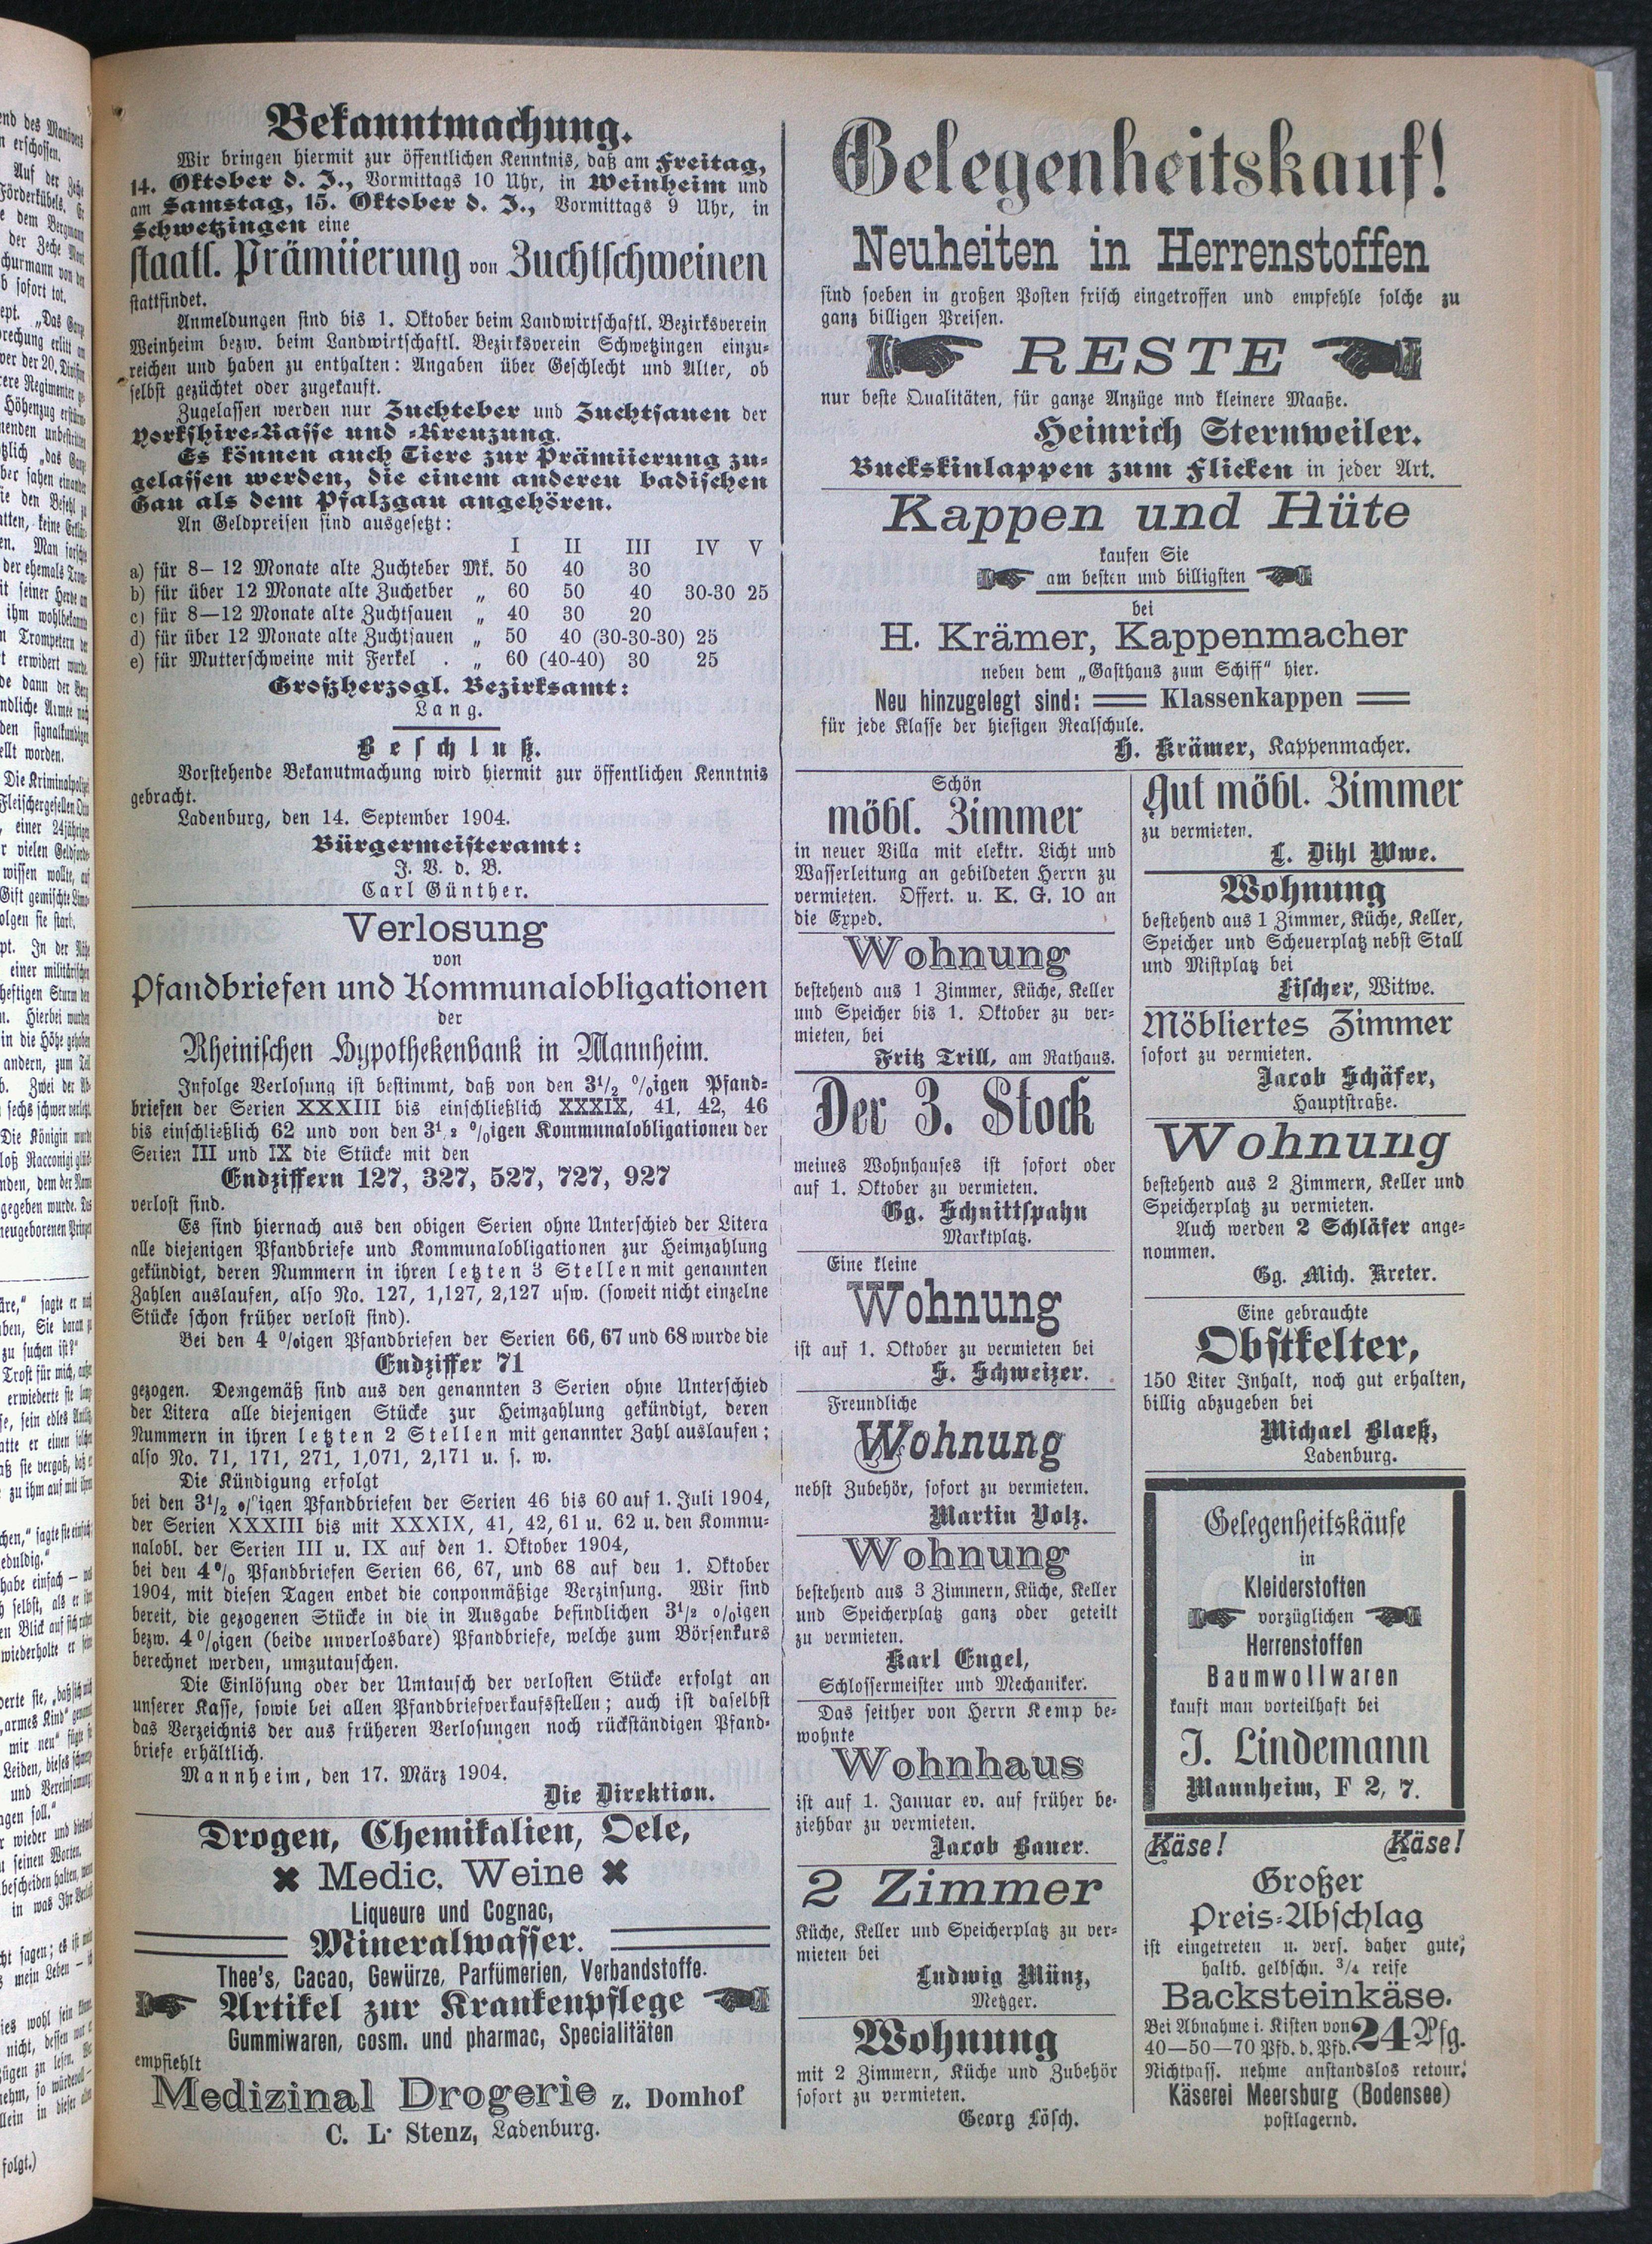 Bekanntmachung.
Wir bringen hiermit zur öffentlichen Kenntnis, daß am Freitag,
14. Oktober d. J., Vormittags 10 Uhr, in Weinheim und
am Samstag, 15. Oktober d. J., Vormittags 9 Uhr, in
Schwetzingen eine
staatl. Prämiierung von Zuchtschweinen
stattfindet.
Anmeldungen sind bis 1. Oktober beim Landwirtschaftl. Bezirksverein
Weinheim bezw. beim Landwirtschaftl. Bezirksverein Schwetzingen einzu-
reichen und haben zu enthalten: Angaben über Geschlecht und Alter, ob
selbst gezüchtet oder zugekauft.
Zugelassen werden nur Zuchteber und Zuchtsauen der
Yorkshire-Rasse und -Kreuzung.
Es können auch Tiere zur Prämiierung zu-
gelassen werden, die einem anderen badischen
Gau als dem Pfalzgau angehören.
An Geldpreisen sind ausgesetzt:
I II III IV V
a) für 8–12 Monate alte Zuchteber Mk. 50 40 30
b) für über 12 Monate alte Zuchetber „ 60 50 40 30-30 25
c) für 8—12 Monate alte Zuchtsauen „ 40 30 20
d) für über 12 Monate alte Zuchtsauen „ 50 40 (30-30-30) 25
e) für Mutterschweine mit Ferkel . „ 60 (40-40) 30 25
Großherzogl. Bezirksamt:
Lang.
Beschluß.
Vorstehende Bekanutmachung wird hiermit zur öffentlichen Kenntnis
gebracht.
Ladenburg, den 14. September 1904.
Bürgermeisteramt:
J. V. d. B.
Carl Günther.
Verlosung
von
Pfandbriefen und Kommunalobligationen
der
Rheinischen Hypothekenbank in Mannheim.
Infolge Verlosung ist bestimmt, daß von den 3½ %igen Pfand-
briefen der Serien XXXIII bis einschließlich XXXIX, 41, 42, 46
bis einschließlich 62 und von den 3½ %igen Kommunalobligationen der
Serien III und IX die Stücke mit den
Endziffern 127, 327, 527, 727, 927
verlost sind.
Es sind hiernach aus den obigen Serien ohne Unterschied der Litera
alle diejenigen Pfandbriefe und Kommunalobligationen zur Heimzahlung
gekündigt, deren Nummern in ihren letzten 3 Stellen mit genannten
Zahlen auslaufen, also No. 127, 1,127, 2,127 usw. (soweit nicht einzelne
Stücke schon früher verlost sind).
Bei den 4 %igen Pfandbriefen der Serien 66, 67 und 68 wurde die
Endziffer 71
gezogen. Demgemäß sind aus den genannten 3 Serien ohne Unterschied
der Litera alle diejenigen Stücke zur Heimzahlung gekündigt, deren
Nummern in ihren letzten 2 Stellen mit genannter Zahl auslaufen;
also No. 71, 171, 271, 1,071, 2,171 u. s. w.
Die Kündigung erfolgt
bei den 3½ %igen Pfandbriefen der Serien 46 bis 60 auf 1. Juli 1904,
der Serien XXXIII bis mit XXXIX, 41, 42, 61 u. 62 u. den Kommu-
nalobl. der Serien III u. IX auf den 1. Oktober 1904,
bei den 4% Pfandbriefen Serien 66, 67, und 68 auf deu 1. Oktober
1904, mit diesen Tagen endet die conponmäßige Verzinsung. Wir sind
bereit, die gezogenen Stücke in die in Ausgabe befindlichen 3½ %igen
bezw. 4%igen (beide unverlosbare) Pfandbriefe, welche zum Börsenkurs
berechnet werden, umzutauschen.
Die Einlösung oder der Umtausch der verlosten Stücke erfolgt an
unserer Kasse, sowie bei allen Pfandbriefverkaufsstellen; auch ist daselbst
das Verzeichnis der aus früheren Verlosungen noch rückständigen Pfand-
briefe erhältlich.
Mannheim, den 17. März 1904.
Die Direktion.
Drogen, Chemikalien, Oele,
Medic. Weine
Liqueure und Cognac,
Mineralwasser.
Thee's, Cacao, Gewürze, Parfümerien, Verbandstoffe.
Artikel zur Krankenpflege
Gummiwaren, cosm. und pharmac, Specialitäten
empfiehlt
Medizinal Drogerie z. Domhof
C. L. Stenz, Ladenburg.
Gelegenheitskauf!
Neuheiten in Herrenstoffen
sind soeben in großen Posten frisch eingetroffen und empfehle solche zu
ganz billigen Preisen.
RESTE
nur beste Qualitäten, für ganze Anzüge nnd kleinere Maaße.
Heinrich Sternweiler.
Buckskinlappen zum Flicken in jeder Art.
Kappen und Hüte
kaufen Sie
am besten und billigsten
bei
H. Krämer, Kappenmacher
neben dem „Gasthaus zum Schiff“ hier.
Neu hinzugelegt sind: Klassenkappen
für jede Klasse der hiesigen Realschule.
H. Krämer, Kappenmacher.
Schön
möbl. Zimmer
in neuer Villa mit elektr. Licht und
Wasserleitung an gebildeten Herrn zu
vermieten. Offert. u. K. G. 10 an
die Exped.
Wohnung
bestehend aus 1 Zimmer, Küche, Keller
und Speicher bis 1. Oktober zu ver-
mieten, bei
Fritz Trill, am Rathaus.
Der 3. Stock
meines Wohnhauses ist sofort oder
auf 1. Oktober zu vermieten.
Gg. Schnittspahn
Marktplatz.
Eine kleine
Wohnung
ist auf 1. Oktober zu vermieten bei
S. Schweizer.
Freundliche
Wohnung
nebst Zubehör, sofort zu vermieten.
Martin Volz.
Wohnung
bestehend aus 3 Zimmern, Küche, Keller
und Speicherplatz ganz oder geteilt
zu vermieten.
Karl Engel,
Schlossermeister und Mechaniker.
Das seither von Herrn Kemp be-
wohnte
Wohnhaus
ist auf 1. Januar ev. auf früher be-
ziehbar zu vermieten.
Jacob Bauer.
2 Zimmer
Küche, Keller und Speicherplatz zu ver-
mieten bei
Ludwig Münz,
Metzger.
Wohnung
mit 2 Zimmern, Küche und Zubehör
sofort zu vermieten.
Georg Lösch.
Gut möbl. Zimmer
zu vermieten.
L. Dihl Wwe.
Wohnung
bestehend aus 1 Zimmer, Küche, Keller,
Speicher und Scheuerplatz nebst Stall
und Mistplatz bei
Fischer, Witwe.
Möbliertes Zimmer
sofort zu vermieten.
Jacob Schäfer,
Hauptstraße.
Wohnung
bestehend aus 2 Zimmern, Keller und
Speicherplatz zu vermieten.
Auch werden 2 Schläfer ange-
nommen.
Gg. Mich. Kreter.
Eine gebrauchte
Obstkelter,
150 Liter Inhalt, noch gut erhalten,
billig abzugeben bei
Michael Blaeß,
Ladenburg.
Gelegenheitskäufe
in
Kleiderstoffen
vorzüglichen
Herrenstoffen
Baumwollwaren
kauft man vorteilhaft bei
J. Lindemann
Mannheim, F 2, 7.
Käse! Käse!
Großer
Preis-Abschlag
ist eingetreten u. vers. daher gute,
haltb. geldschn. ¾ reife
Backsteinkäse.
Bei Abnahme i. Kisten von 24 Pfg.
40—50—70 Pfd. d. Pfd.
Nichtpass. nehme anstandslos retour.
Käserei Meersburg (Bodensee)
postlagernd.